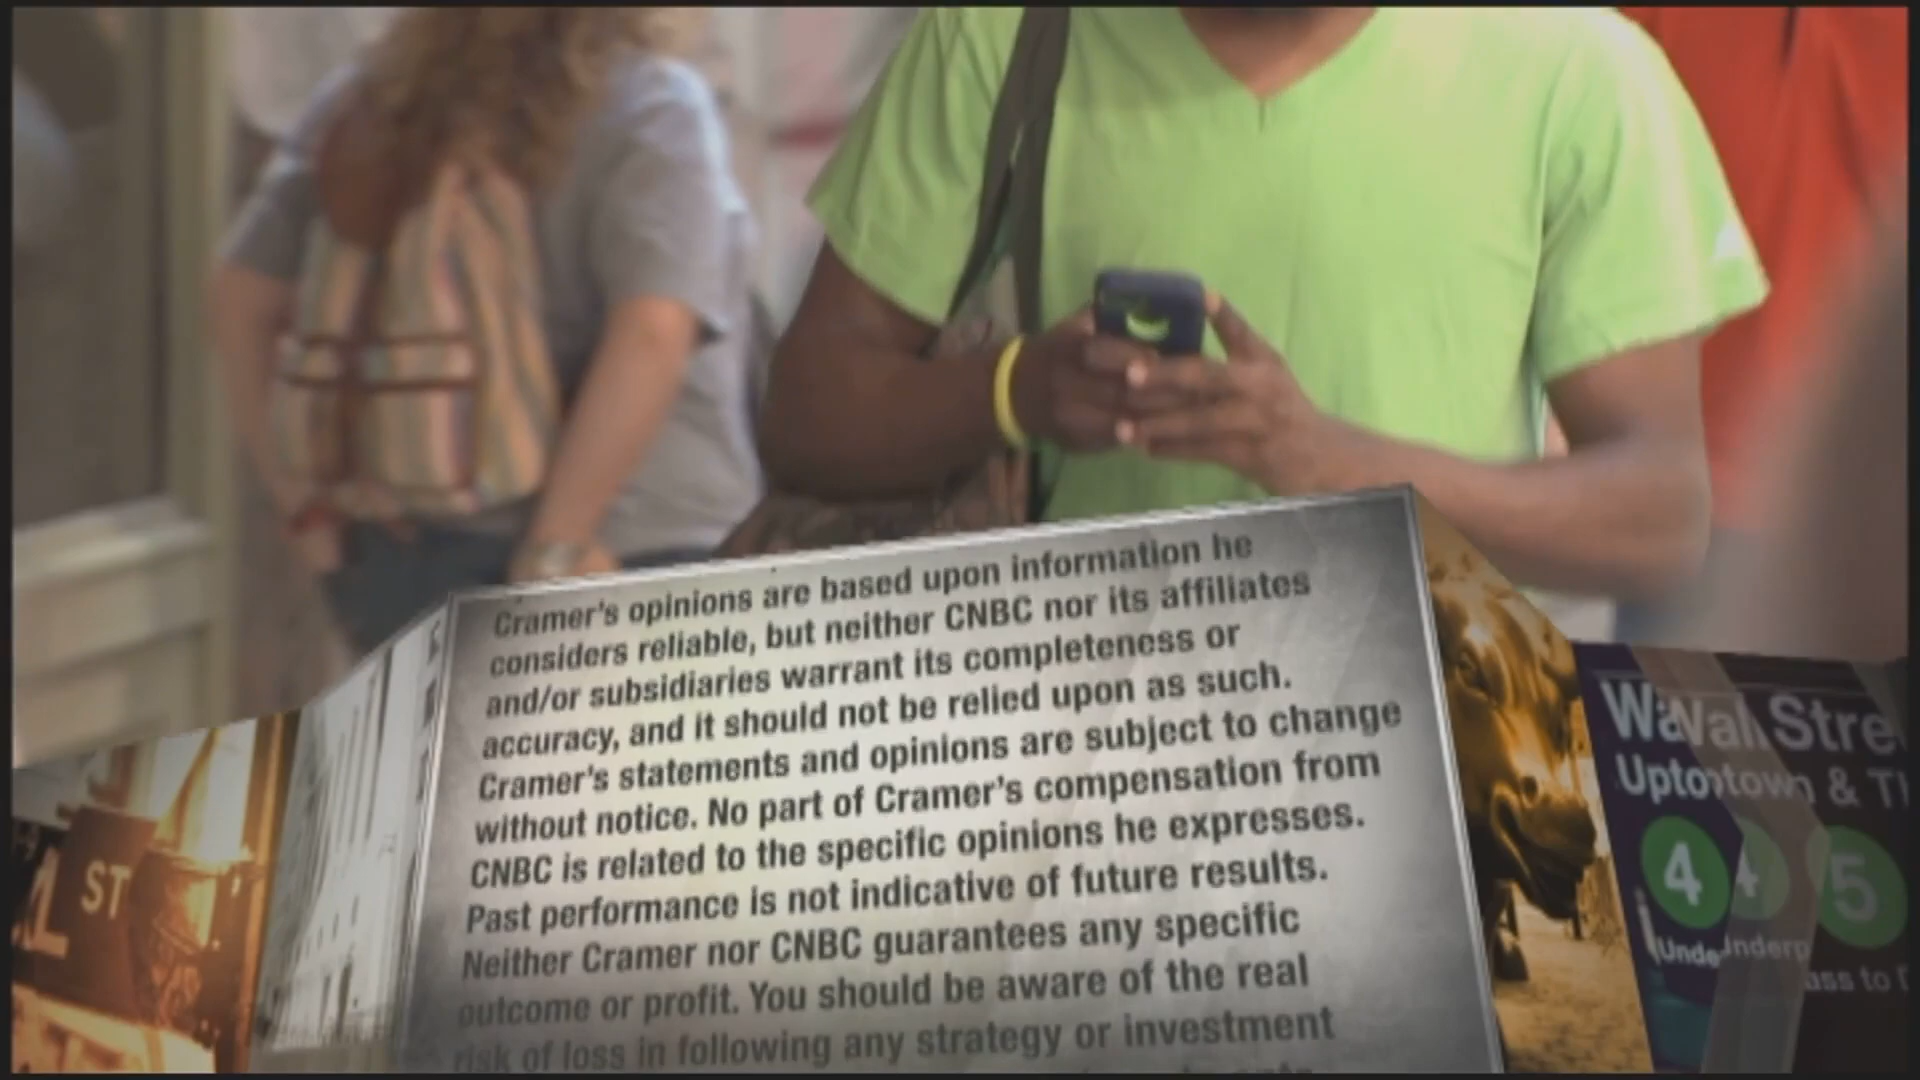 Cramer's opinions are based upon information he
considers reliable, but neither CNBC nor its affiliates
and/or subsidiaries warrant its completeness or
accuracy, and it should not be relied upon as such.
Cramer's statements and opinions are subject to change
without notice. No part of Cramer's compensation from
CNBC is related to the specific opinions he expresses.
Past performance is not indicative of future results.
Neither Cramer nor CNBC guarantees any specific
outcome or profit. You should be aware of the real
risk of loss in following any strategy or investment
ST
Wall Stre
Uptown & Th
4 4 5
Underp
ass to D